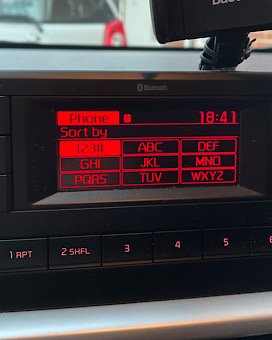 Bluetooth
Phone 18:41
Sort by
123# ABC DEF
GHI JKL MNO
PQRS TUV WXYZ
1 RPT 2 SHFL 3 4 5 6